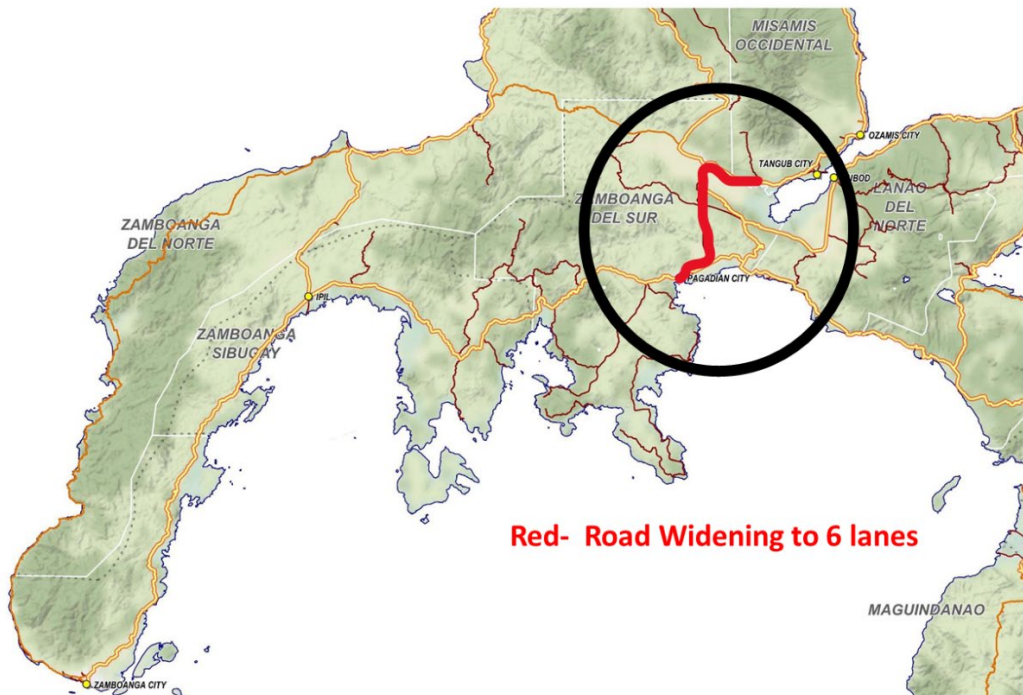 MISAMIS
OCCIDENTAL
OZAMIS CITY
TANGUB CITY
LANAO
DEL
NORTE
ZAMBOANGA
DEL SUR
ZAMBOANGA
DEL NORTE
PAGADIAN CITY
IPIL
ZAMBOANGA
SIBUGAY
Red- Road Widening to 6 lanes
MAGUINDANAO
ZAMBOANGA CITY